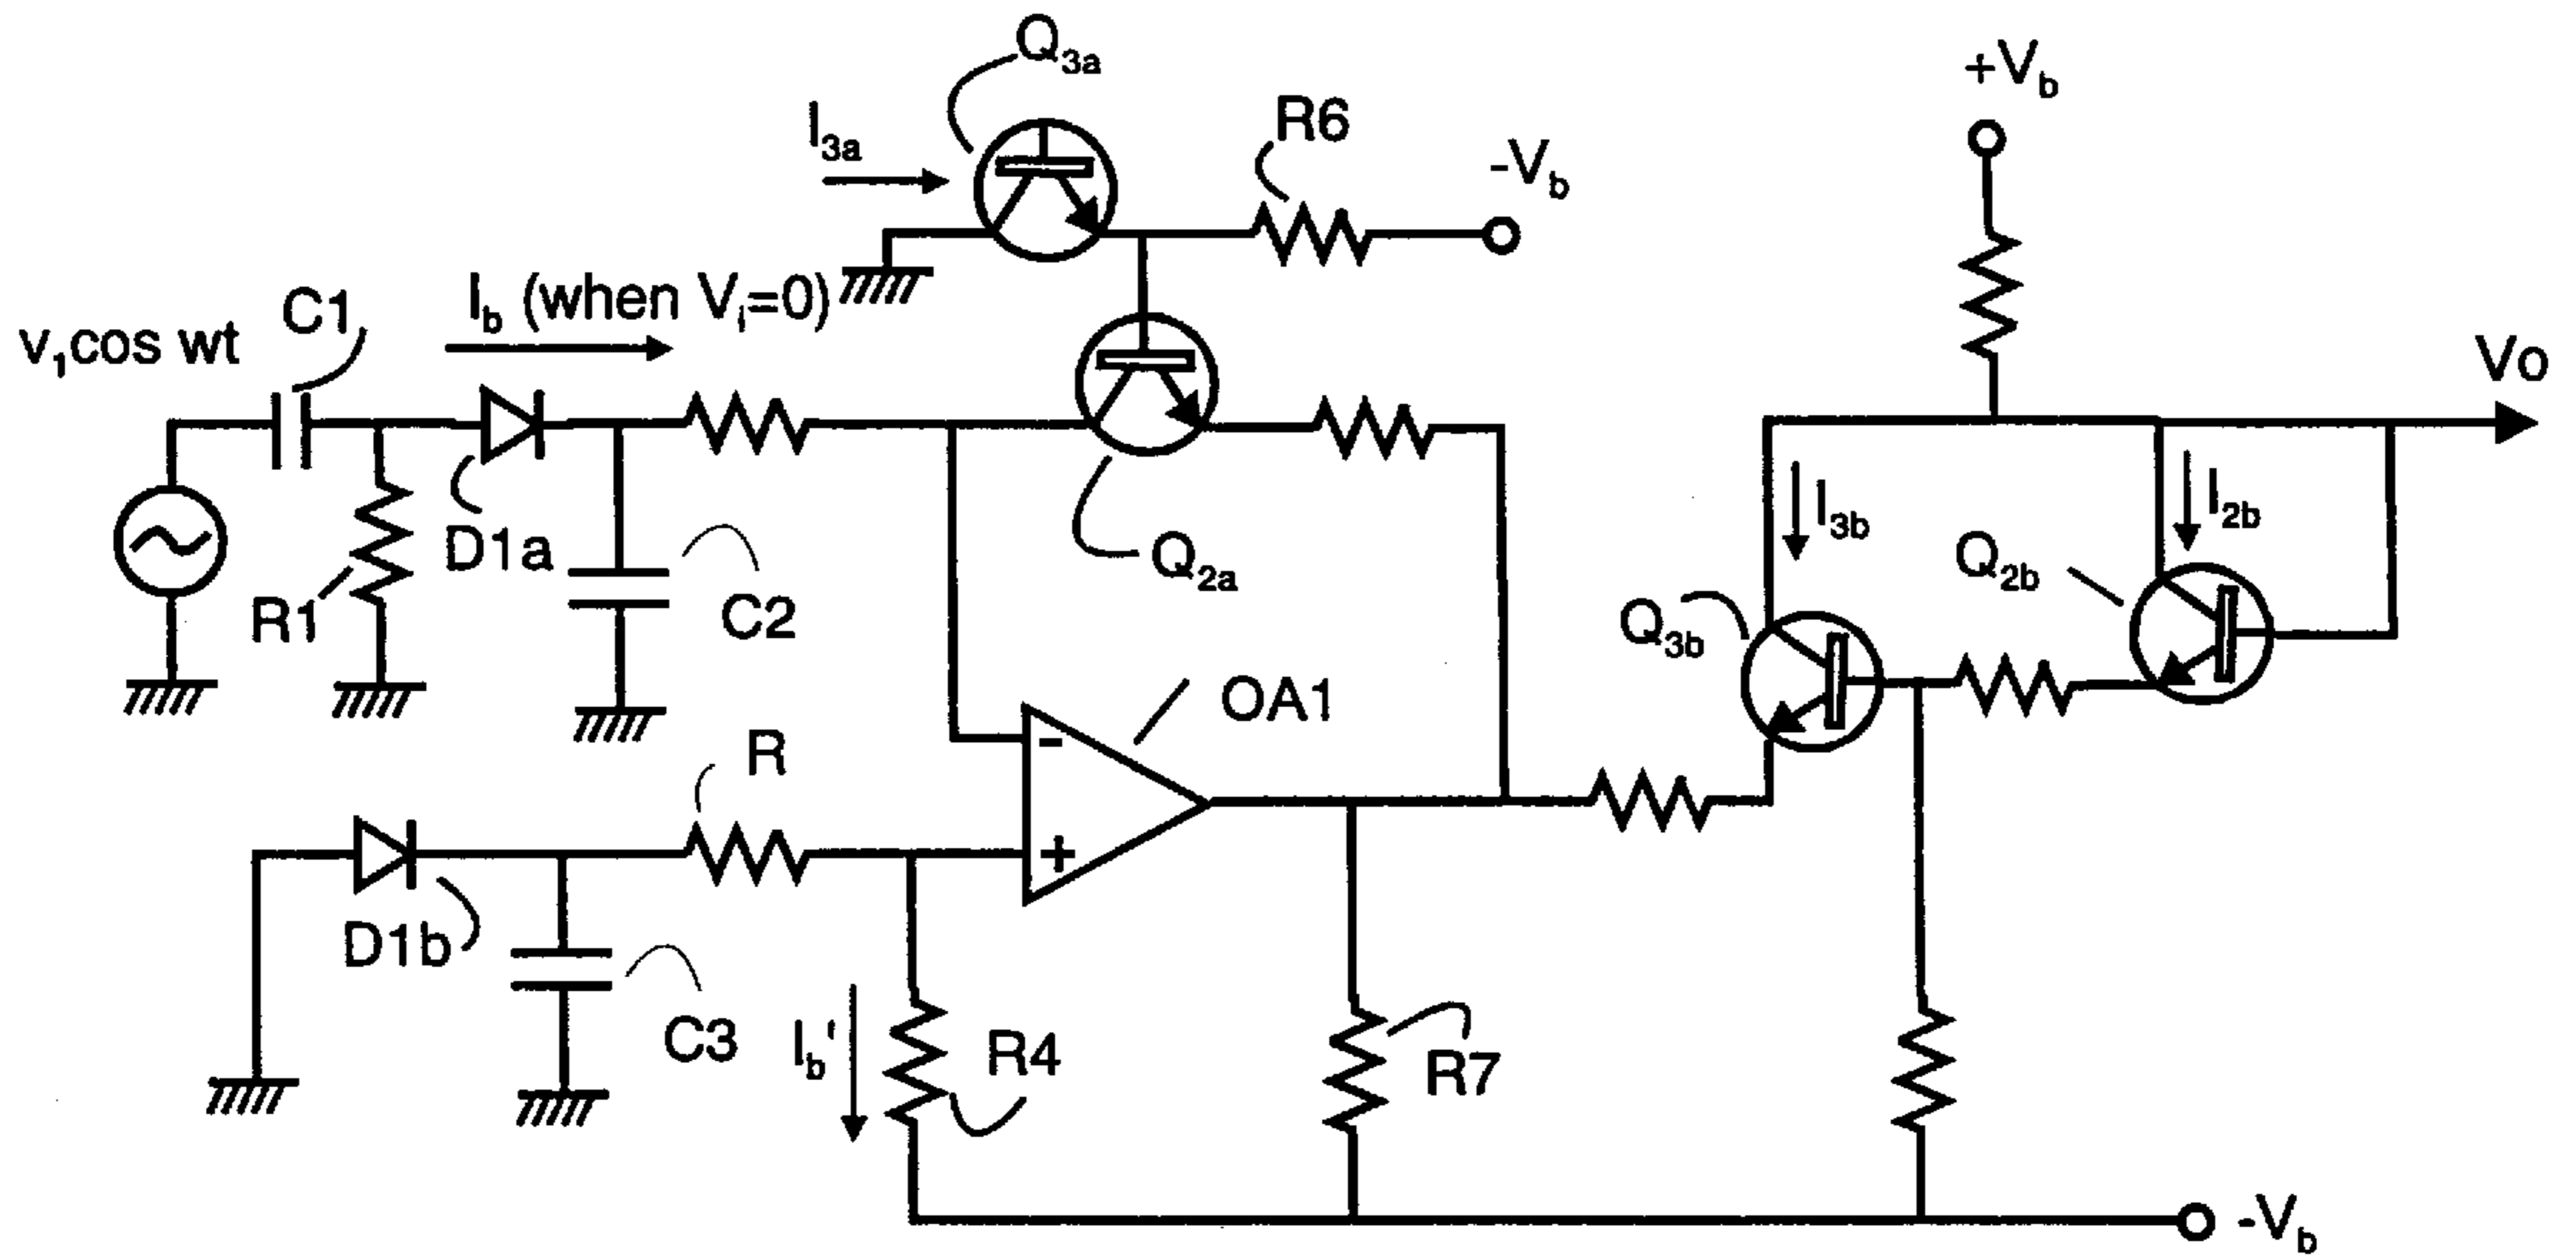 Q3a
I3a
R6
-Vb
+Vb
v1cos wt
C1
Ib (when Vi=0)
Vo
D1a
R1
C2
Q2a
I3b
I2b
Q2b
Q3b
R
OA1
-
+
D1b
C3
Ib'
R4
R7
-Vb